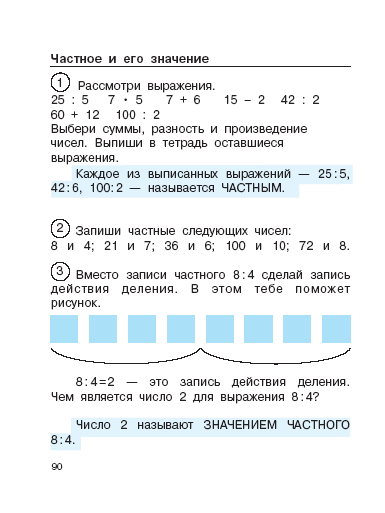 Частное и его значение
1 Рассмотри выражения.
25 : 5 7 · 5 7 + 6 15 – 2 42 : 2
60 + 12 100 : 2
Выбери суммы, разность и произведение
чисел. Выпиши в тетрадь оставшиеся
выражения.
Каждое из выписанных выражений — 25:5,
42:6, 100:2 — называется ЧАСТНЫМ.
2 Запиши частные следующих чисел:
8 и 4; 21 и 7; 36 и 6; 100 и 10; 72 и 8.
3 Вместо записи частного 8:4 сделай запись
действия деления. В этом тебе поможет
рисунок.
8:4=2 — это запись действия деления.
Чем является число 2 для выражения 8:4?
Число 2 называют ЗНАЧЕНИЕМ ЧАСТНОГО
8:4.
90